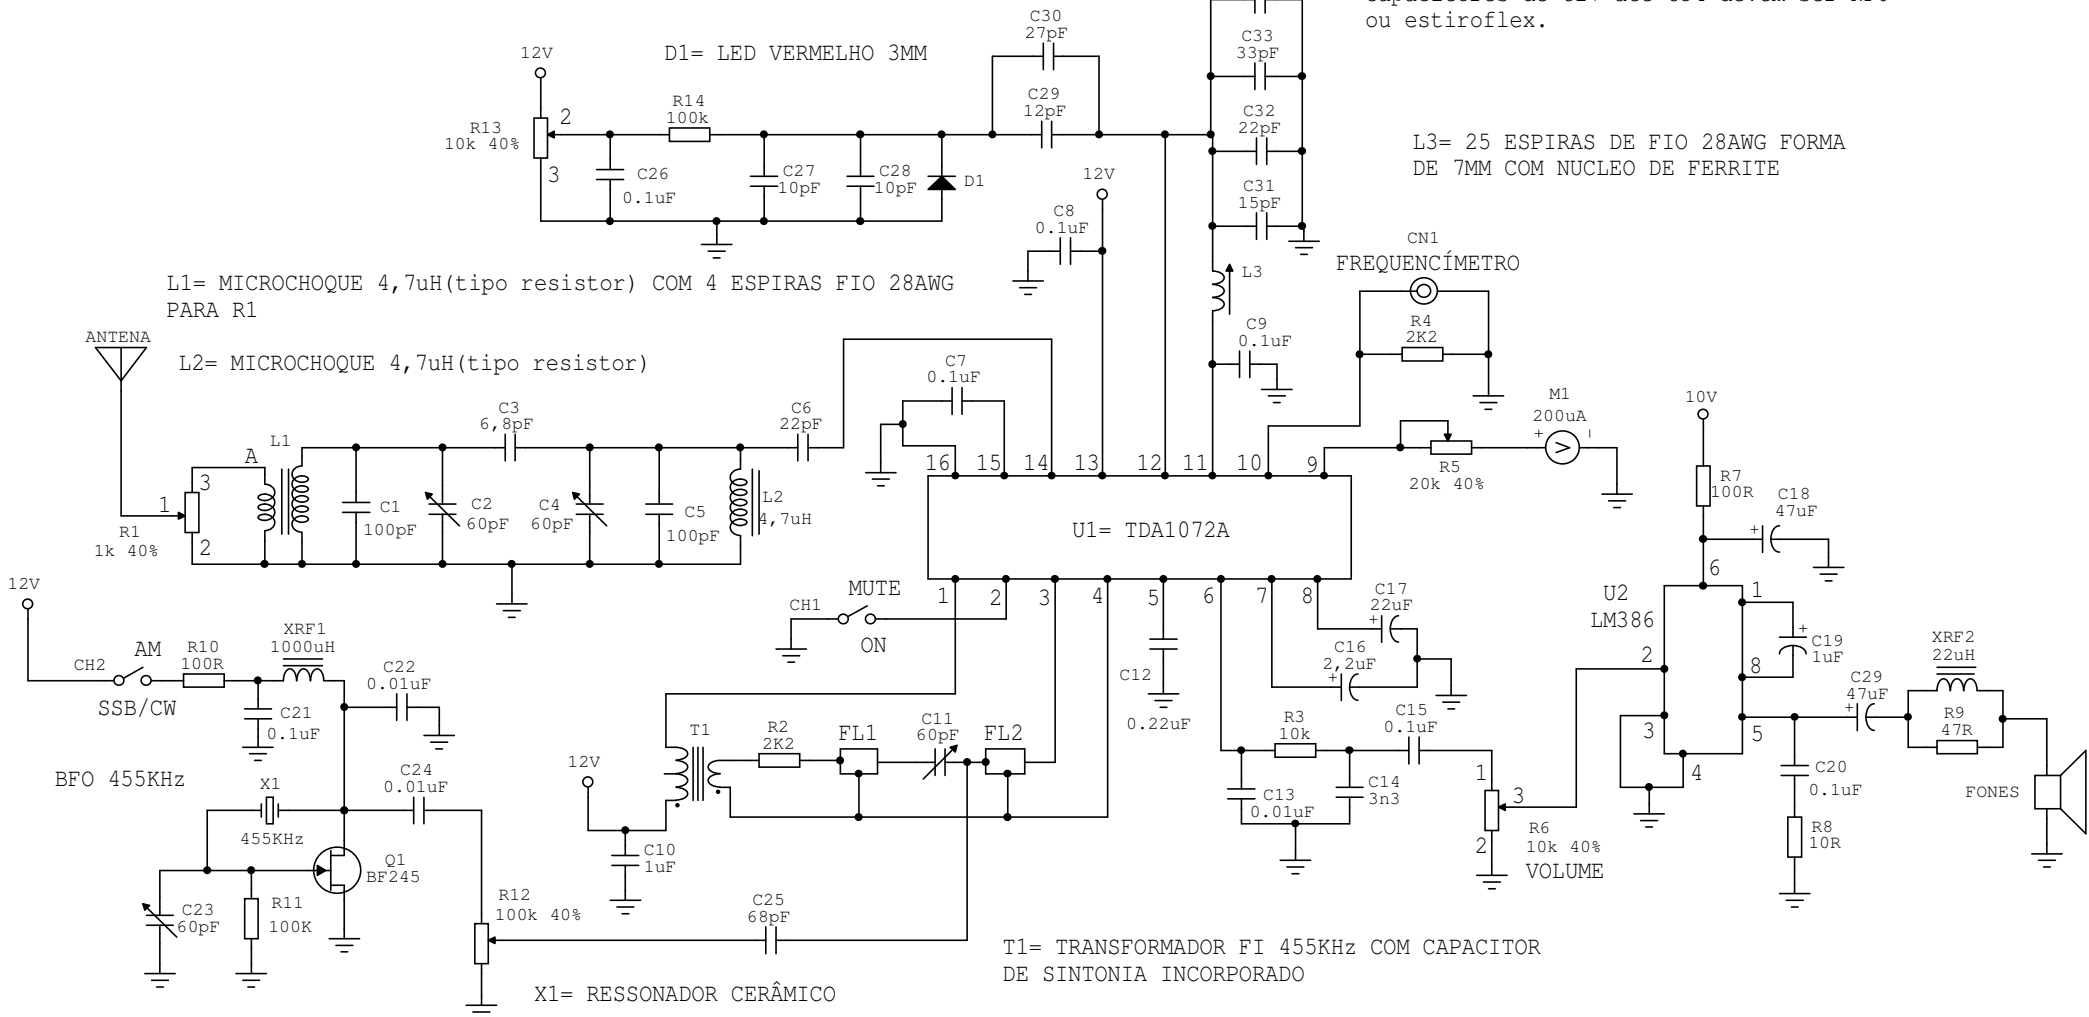 ou estiroflex.
C30
27pF
D1= LED VERMELHO 3MM
12V
C33
33pF
R13
10k 40%
2
3
R14
100k
C29
12pF
C26
0.1uF
C27
10pF
C28
10pF
D1
C32
22pF
C31
15pF
L3= 25 ESPIRAS DE FIO 28AWG FORMA
DE 7MM COM NUCLEO DE FERRITE
12V
C8
0.1uF
CN1
FREQUENCÍMETRO
L3
L1= MICROCHOQUE 4,7uH(tipo resistor) COM 4 ESPIRAS FIO 28AWG
PARA R1
R4
2K2
C9
0.1uF
ANTENA
L2= MICROCHOQUE 4,7uH(tipo resistor)
C7
0.1uF
M1
200uA
+
-
10V
C3
6,8pF
C6
22pF
A
L1
3
1
2
R1
1k 40%
C1
100pF
C2
60pF
C4
60pF
C5
100pF
L2
4,7uH
16
15
14
13
12
11
10
9
R5
20k 40%
U1= TDA1072A
R7
100R
C18
47uF
+
1
2
3
4
5
6
7
8
12V
CH1
MUTE
ON
C17
22uF
+
C16
2,2uF
+
C12
0.22uF
U2
LM386
6
1
2
8
3
5
4
+
C19
1uF
XRF2
22uH
CH2
AM
SSB/CW
R10
100R
XRF1
1000uH
C22
0.01uF
C21
0.1uF
C29
47uF
+
R9
47R
T1
R2
2K2
FL1
C11
60pF
FL2
R3
10k
C15
0.1uF
12V
BFO 455KHz
C24
0.01uF
X1
455KHz
C13
0.01uF
C14
3n3
1
3
2
R6
10k 40%
VOLUME
C20
0.1uF
R8
10R
FONES
C10
1uF
Q1
BF245
C23
60pF
R11
100K
R12
100k 40%
C25
68pF
T1= TRANSFORMADOR FI 455KHz COM CAPACITOR
DE SINTONIA INCORPORADO
X1= RESSONADOR CERÂMICO